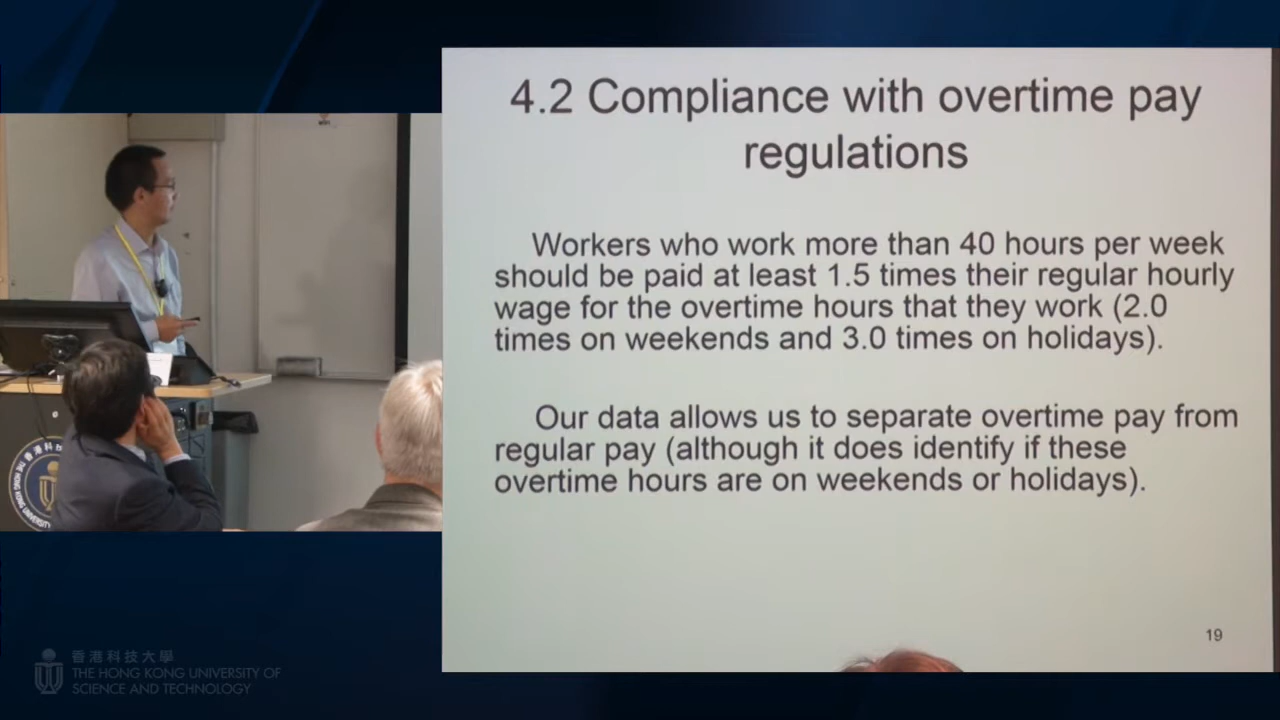 4.2 Compliance with overtime pay
regulations
Workers who work more than 40 hours per week
should be paid at least 1.5 times their regular hourly
wage for the overtime hours that they work (2.0
times on weekends and 3.0 times on holidays).
Our data allows us to separate overtime pay from
regular pay (although it does identify if these
overtime hours are on weekends or holidays).
19
香港科技大學
THE HONG KONG UNIVERSITY OF
SCIENCE AND TECHNOLOGY